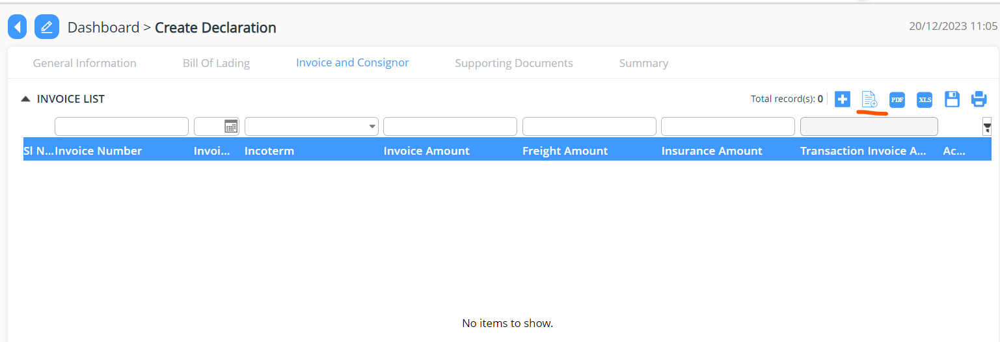 Dashboard > Create Declaration
20/12/2023 11:05
General Information Bill Of Lading Invoice and Consignor Supporting Documents Summary
INVOICE LIST
Total record(s): 0
PDF XLS
Sl N... Invoice Number Invoi... Incoterm Invoice Amount Freight Amount Insurance Amount Transaction Invoice A... Ac...
No items to show.